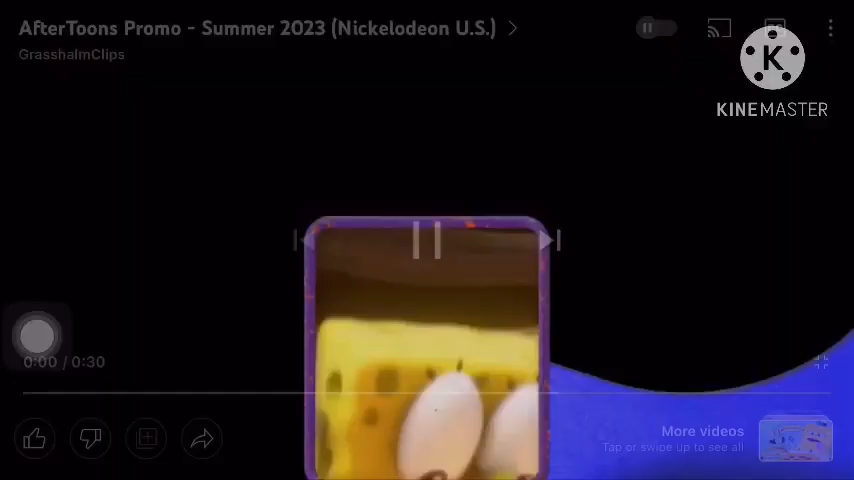 AfterToons Promo - Summer 2023 (Nickelodeon U.S.)
GrasshalmClips
K
KINEMASTER
0:00 / 0:30
More videos
Tap or swipe up to see all